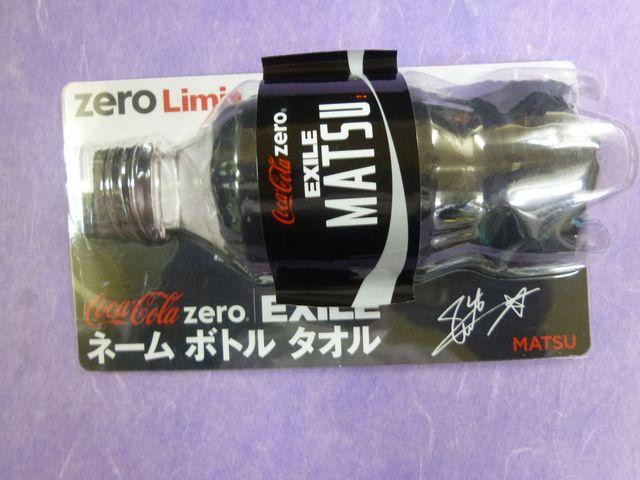 zero Limi
Coca-Cola zero®
EXILE
MATSU
Coca-Cola zero® | EXILE
ネーム ボトル タオル
MATSU